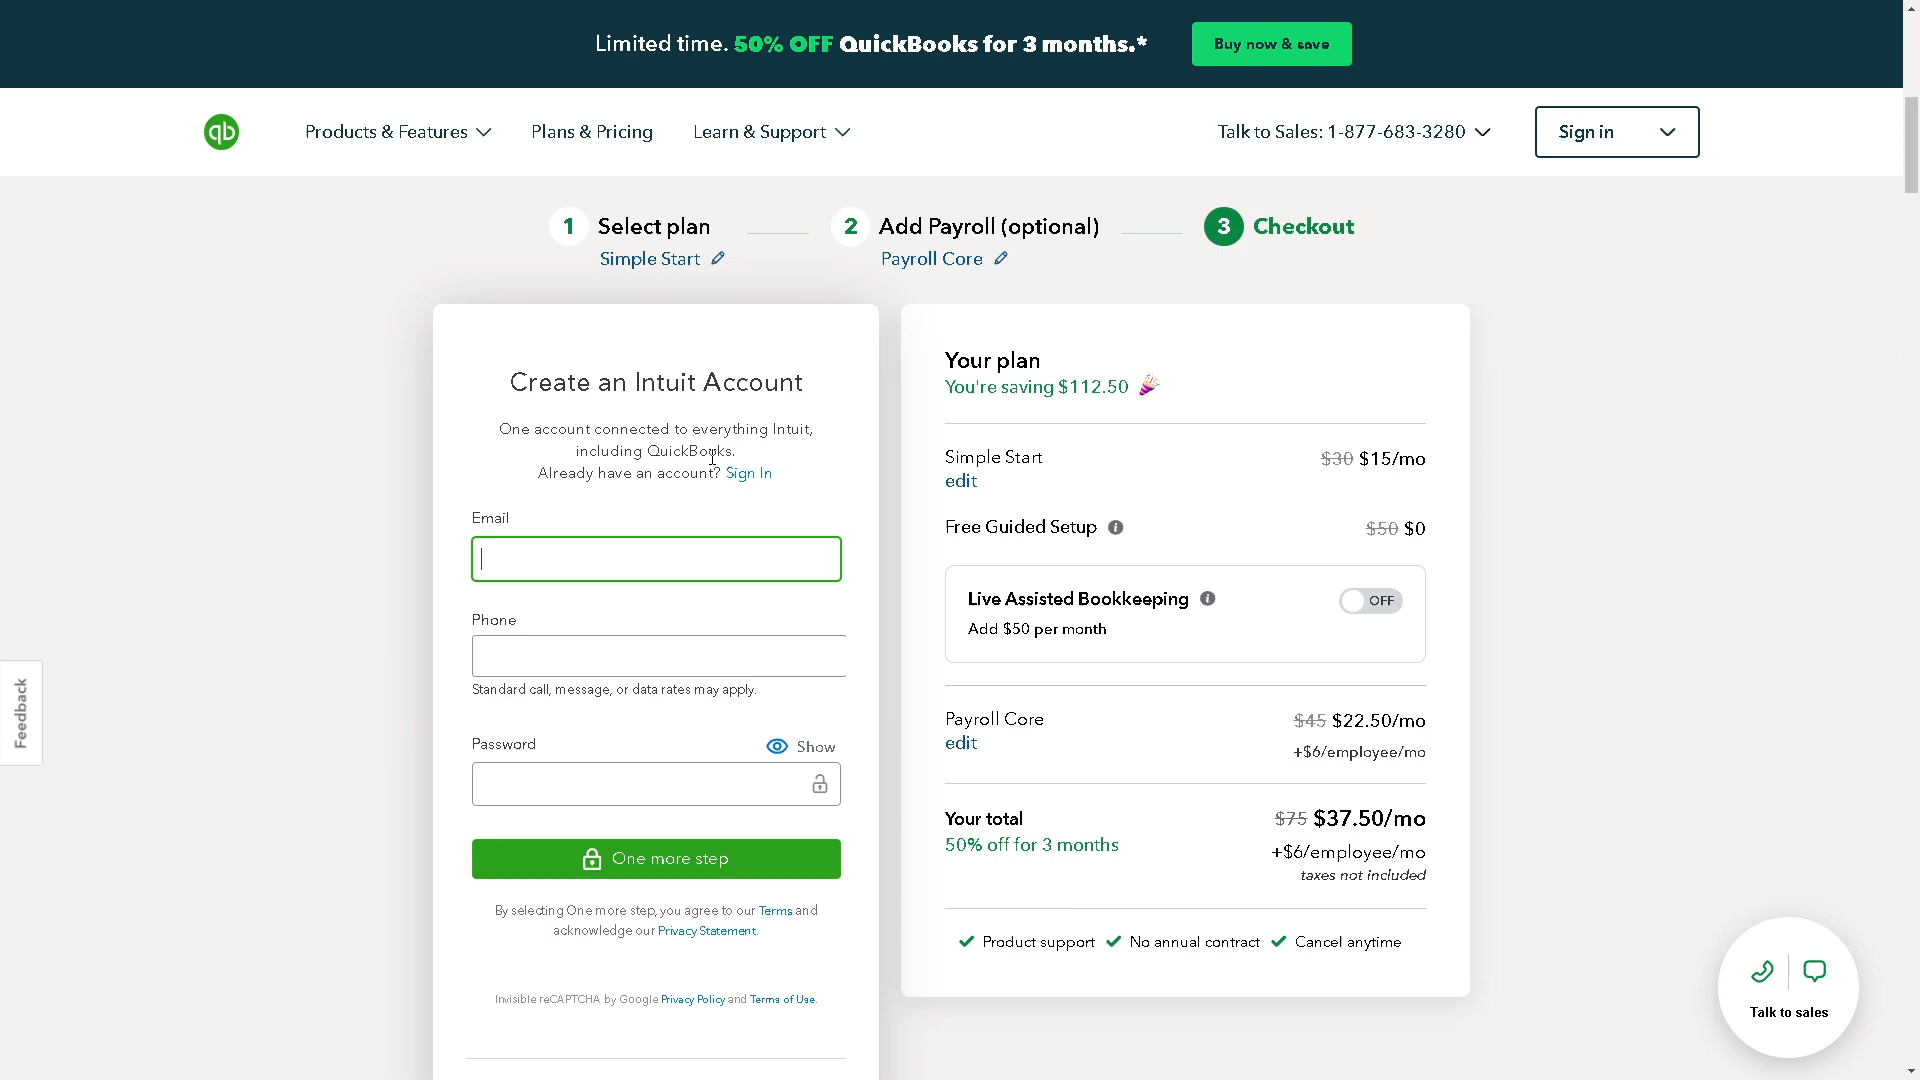 Limited time. 50% OFF QuickBooks for 3 months.*
Buy now & save
qb
Products & Features
Plans & Pricing
Learn & Support
Talk to Sales: 1-877-683-3280
Sign in
1 Select plan
Simple Start
2 Add Payroll (optional)
Payroll Core
3 Checkout
Create an Intuit Account
One account connected to everything Intuit,
including QuickBooks.
Already have an account? Sign In
Email
Phone
Standard call, message, or data rates may apply.
Password
Show
One more step
By selecting One more step, you agree to our Terms and
acknowledge our Privacy Statement.
Invisible reCAPTCHA by Google Privacy Policy and Terms of Use.
Your plan
You're saving $112.50
Simple Start
$30 $15/mo
edit
Free Guided Setup
$50 $0
Live Assisted Bookkeeping
OFF
Add $50 per month
Payroll Core
$45 $22.50/mo
edit
+$6/employee/mo
Your total
$75 $37.50/mo
50% off for 3 months
+$6/employee/mo
taxes not included
Product support
No annual contract
Cancel anytime
Feedback
Talk to sales